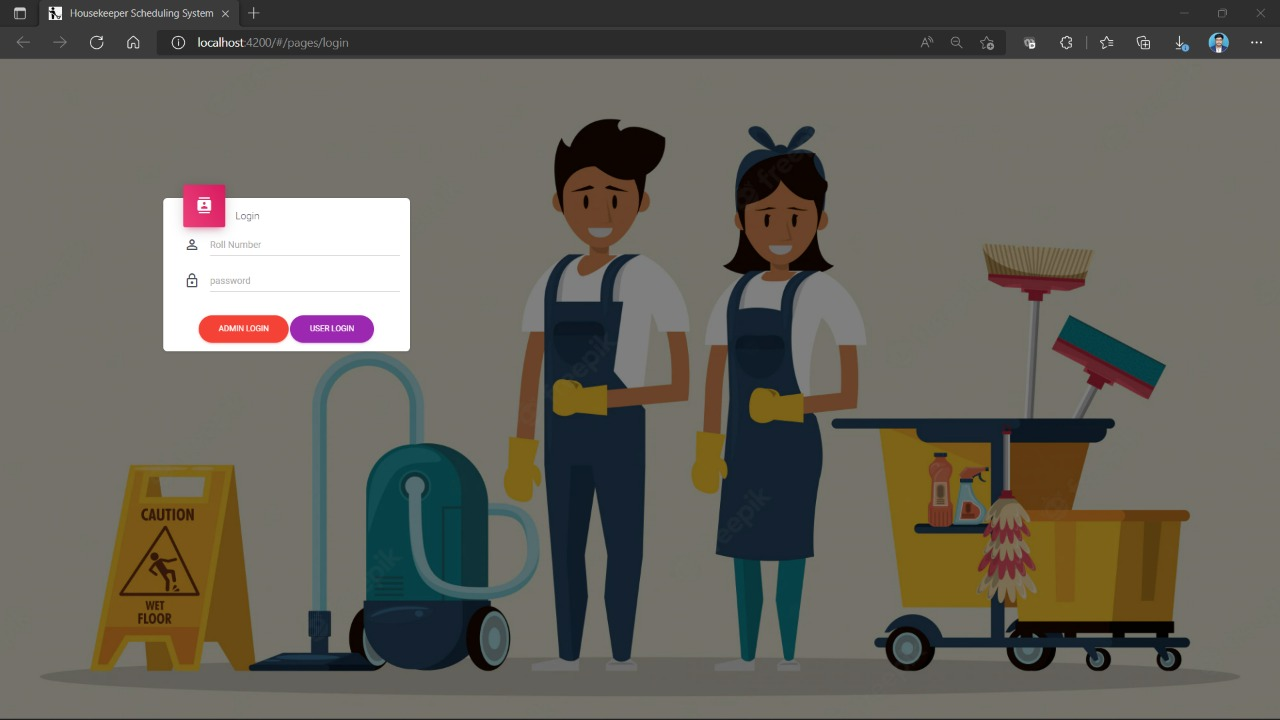 Housekeeper Scheduling System
localhost:4200/#/pages/login
Login
Roll Number
password
ADMIN LOGIN
USER LOGIN
CAUTION
WET
FLOOR